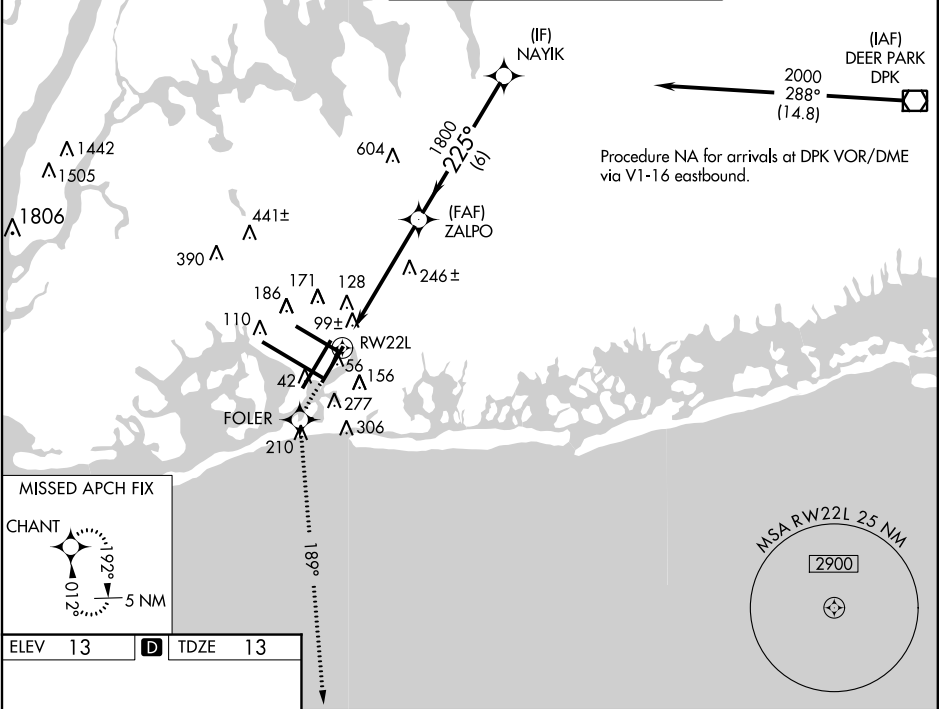 (IF)
NAYIK
(IAF)
DEER PARK
DPK
2000
288°
(14.8)
1800
225°
(6)
Procedure NA for arrivals at DPK VOR/DME
via V1-16 eastbound.
1442
1505
604
1806
441±
390
(FAF)
ZALPO
246±
171
128
186
110
99±
RW22L
56
42
156
277
FOLER
306
210
MISSED APCH FIX
CHANT
192°
012°
5 NM
189°
MSA RW22L 25 NM
2900
ELEV 13
D
TDZE 13